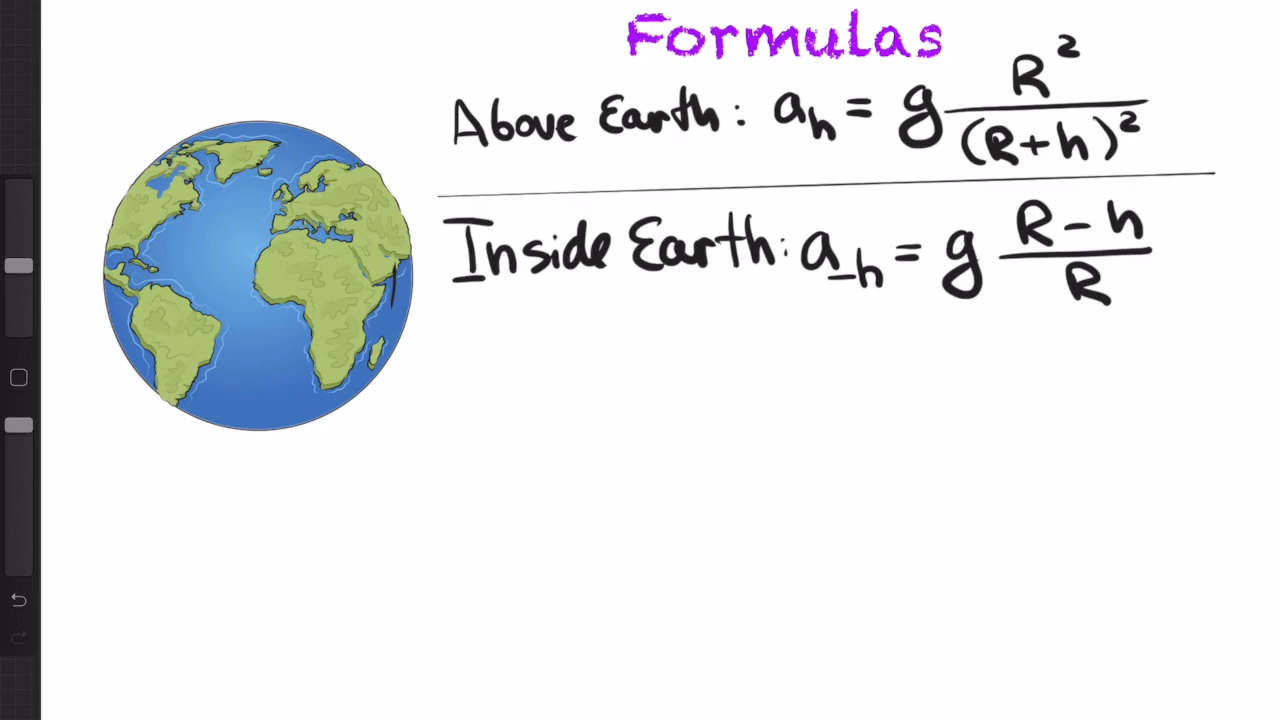 Formulas
Above Earth: a_h = g R² / (R+h)²
Inside Earth: a_-h = g (R-h) / R